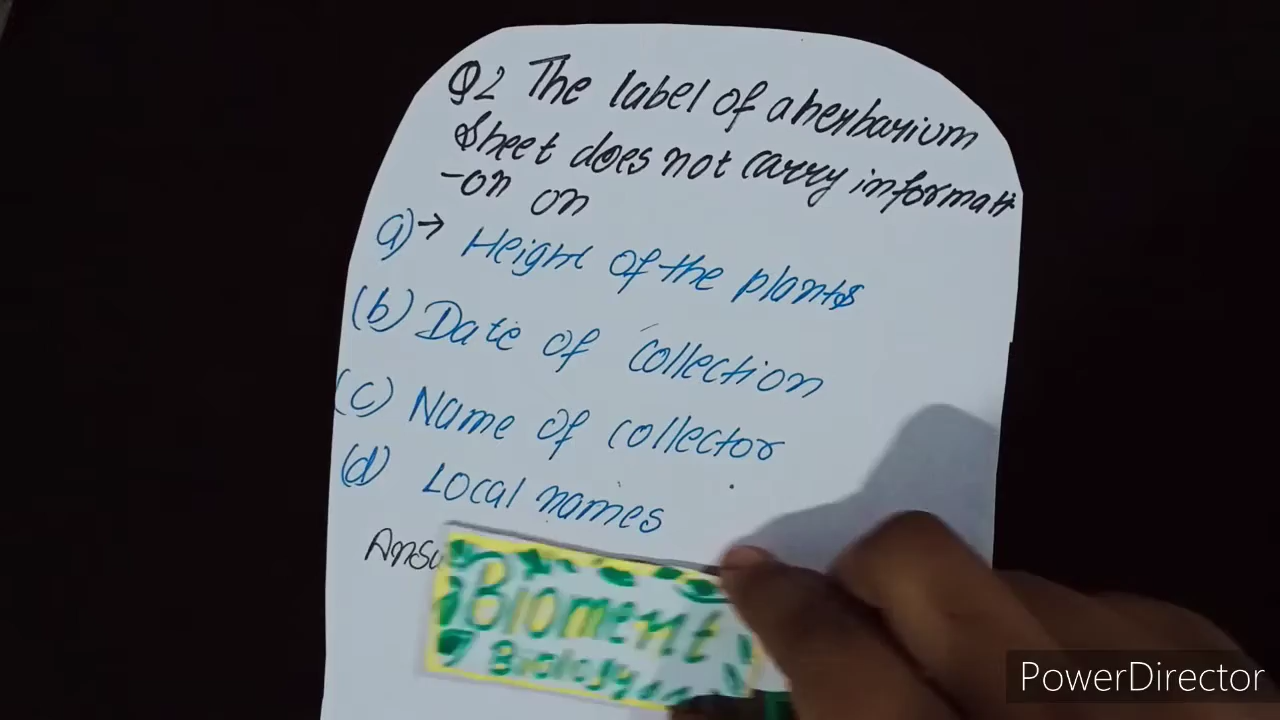 Q2 The label of a herbarium
Sheet does not carry informati
-on on
a)→ Height of the plants
(b) Date of collection
(c) Name of collector
(d) Local names
Bioment
Biology
PowerDirector